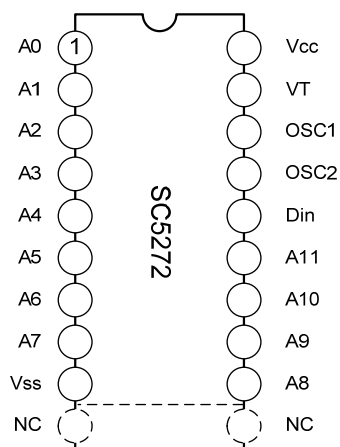 A0 1 Vcc
A1 VT
A2 OSC1
A3 OSC2
A4 Din
SC5272
A5 A11
A6 A10
A7 A9
Vss A8
NC NC